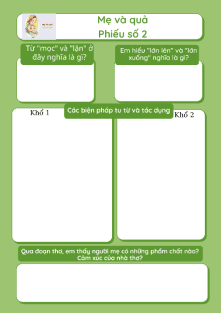 Mẹ và quả
Phiếu số 2
Từ "mọc" và "lặn" ở
đây nghĩa là gì?
Em hiểu "lớn lên" và "lớn
xuống" nghĩa là gì?
Các biện pháp tu từ và tác dụng
Khổ 1
Khổ 2
Qua đoạn thơ, em thấy người mẹ có những phẩm chất nào?
Cảm xúc của nhà thơ?